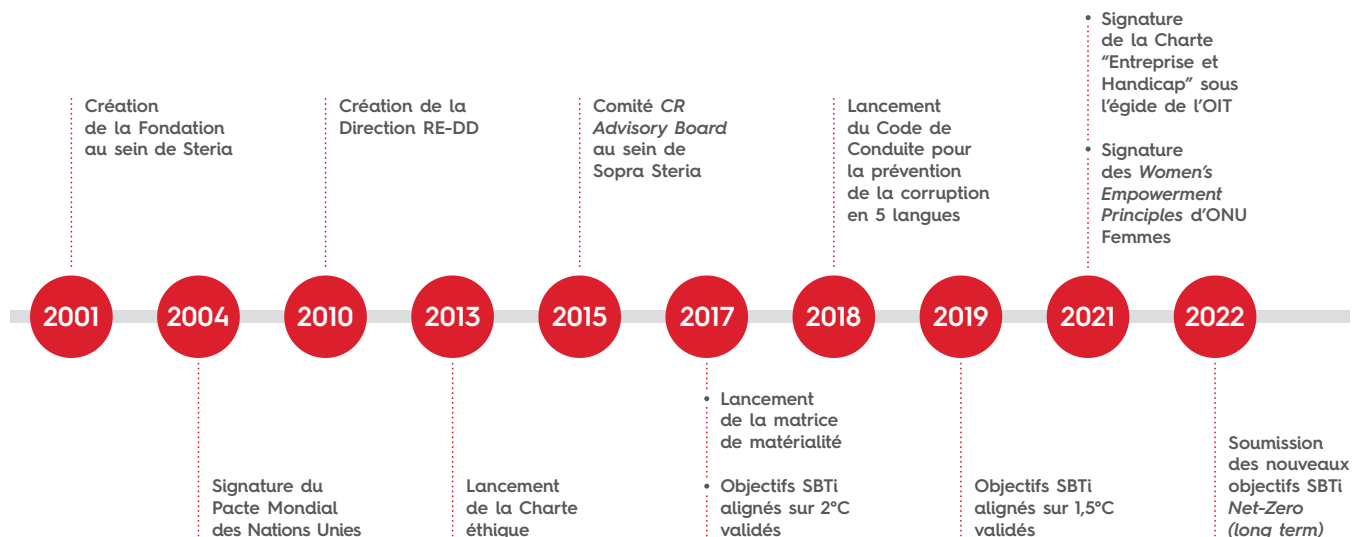 Création
de la Fondation
au sein de Steria
Création de la
Direction RE-DD
Comité CR
Advisory Board
au sein de
Sopra Steria
Lancement
du Code de
Conduite pour
la prévention
de la corruption
en 5 langues
• Signature
de la Charte
“Entreprise et
Handicap” sous
l’égide de l’OIT
• Signature
des Women’s
Empowerment
Principles d’ONU
Femmes
2001
2004
2010
2013
2015
2017
2018
2019
2021
2022
Signature du
Pacte Mondial
des Nations Unies
Lancement
de la Charte
éthique
• Lancement
de la matrice
de matérialité
• Objectifs SBTi
alignés sur 2°C
validés
Objectifs SBTi
alignés sur 1,5°C
validés
Soumission
des nouveaux
objectifs SBTi
Net-Zero
(long term)